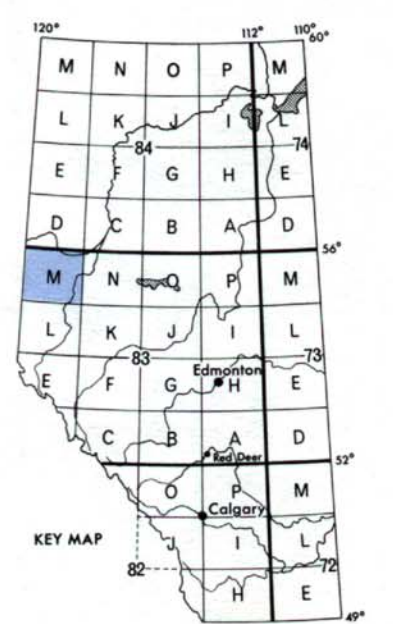 120° 112° 110°
60°
M N O P M
L K J I L
84 74
E F G H E
D C B A D
56°
M N O P M
L K J I L
83 73
Edmonton
E F G H E
C B A D
Red Deer
52°
O P M
Calgary
KEY MAP J I L
82 72
H E
49°